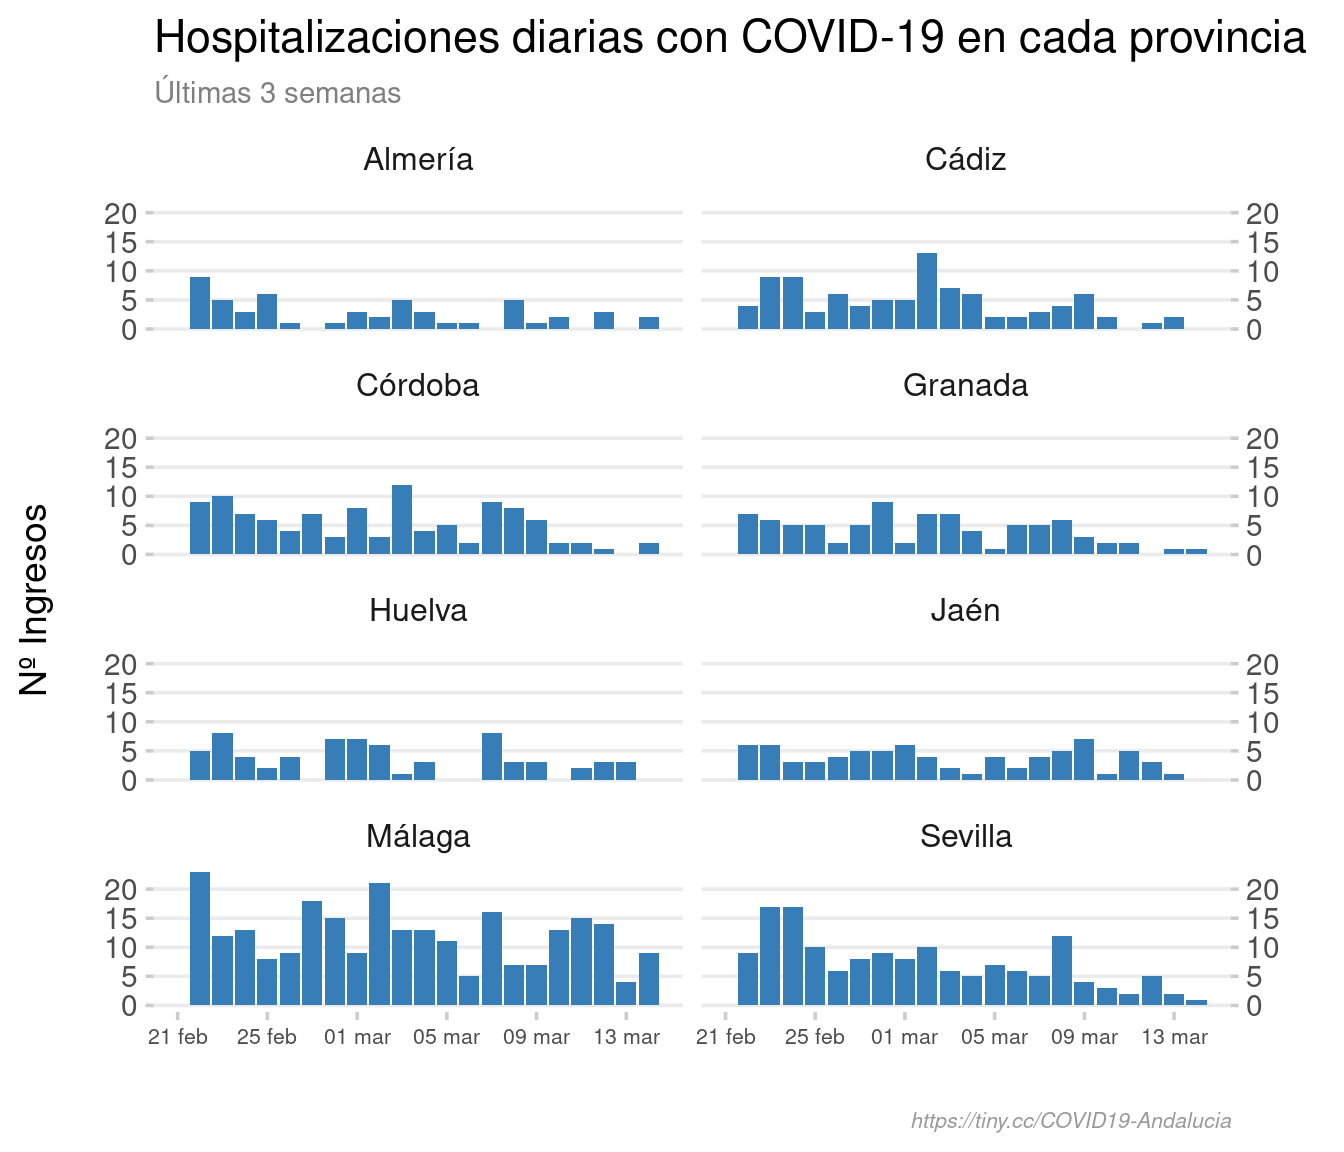 Hospitalizaciones diarias con COVID-19 en cada provincia
Últimas 3 semanas
Nº Ingresos
Almería
Cádiz
20
15
10
5
0
20
15
10
5
0
Córdoba
Granada
20
15
10
5
0
20
15
10
5
0
Huelva
Jaén
20
15
10
5
0
20
15
10
5
0
Málaga
Sevilla
20
15
10
5
0
20
15
10
5
0
21 feb 25 feb 01 mar 05 mar 09 mar 13 mar
21 feb 25 feb 01 mar 05 mar 09 mar 13 mar
https://tiny.cc/COVID19-Andalucia